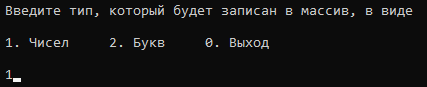 Введите тип, который будет записан в массив, в виде
1. Чисел 2. Букв 0. Выход
1